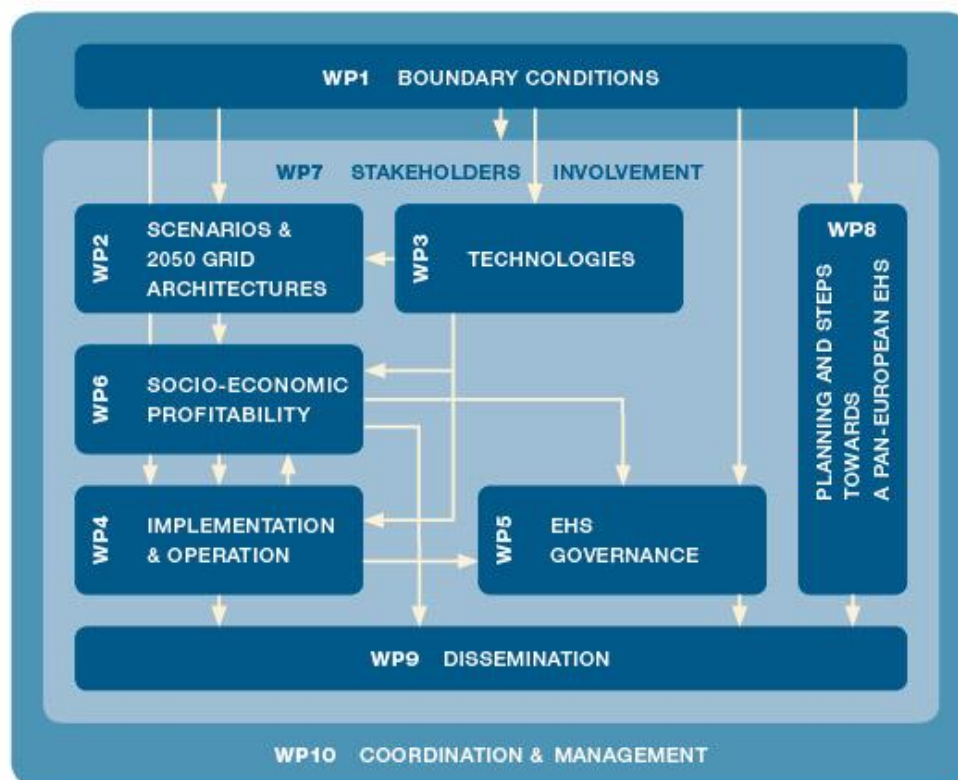 WP1 BOUNDARY CONDITIONS
WP7 STAKEHOLDERS INVOLVEMENT
WP2
SCENARIOS &
2050 GRID
ARCHITECTURES
WP3
TECHNOLOGIES
WP8
PLANNING AND STEPS
TOWARDS
A PAN-EUROPEAN EHS
WP6
SOCIO-ECONOMIC
PROFITABILITY
WP4
IMPLEMENTATION
& OPERATION
WP5
EHS
GOVERNANCE
WP9 DISSEMINATION
WP10 COORDINATION & MANAGEMENT